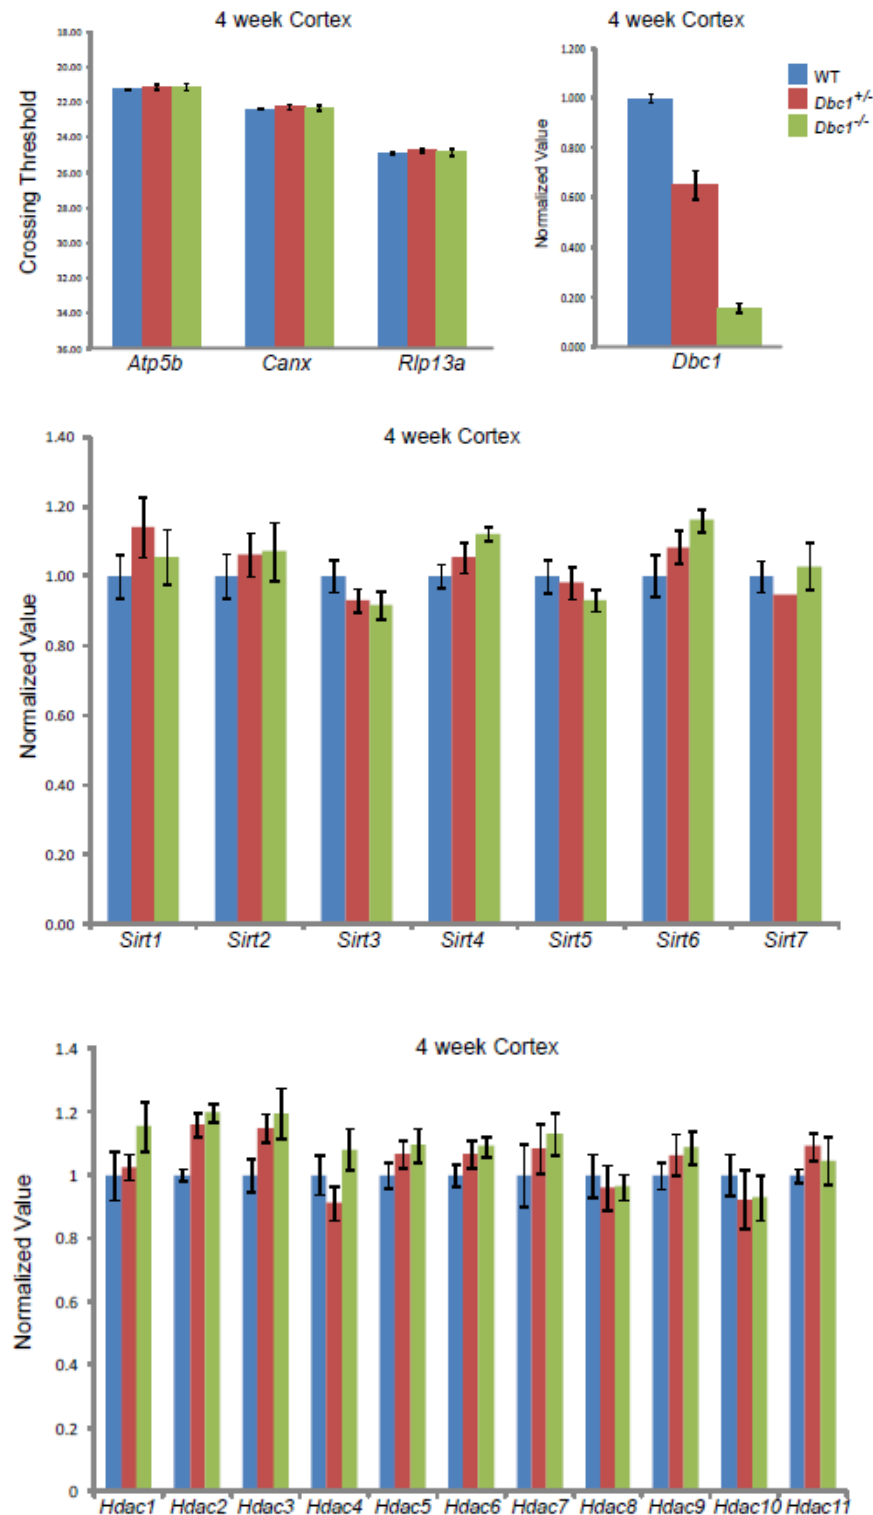 4 week Cortex
Crossing Threshold
18.00
20.00
22.00
24.00
26.00
28.00
30.00
32.00
34.00
36.00
Atp5b Canx Rlp13a
4 week Cortex
Normalized Value
1.200
1.000
0.800
0.600
0.400
0.200
0.000
Dbc1
WT
Dbc1+/-
Dbc1-/-
4 week Cortex
Normalized Value
1.40
1.20
1.00
0.80
0.60
0.40
0.20
0.00
Sirt1 Sirt2 Sirt3 Sirt4 Sirt5 Sirt6 Sirt7
4 week Cortex
Normalized Value
1.4
1.2
1
0.8
0.6
0.4
0.2
0
Hdac1 Hdac2 Hdac3 Hdac4 Hdac5 Hdac6 Hdac7 Hdac8 Hdac9 Hdac10 Hdac11